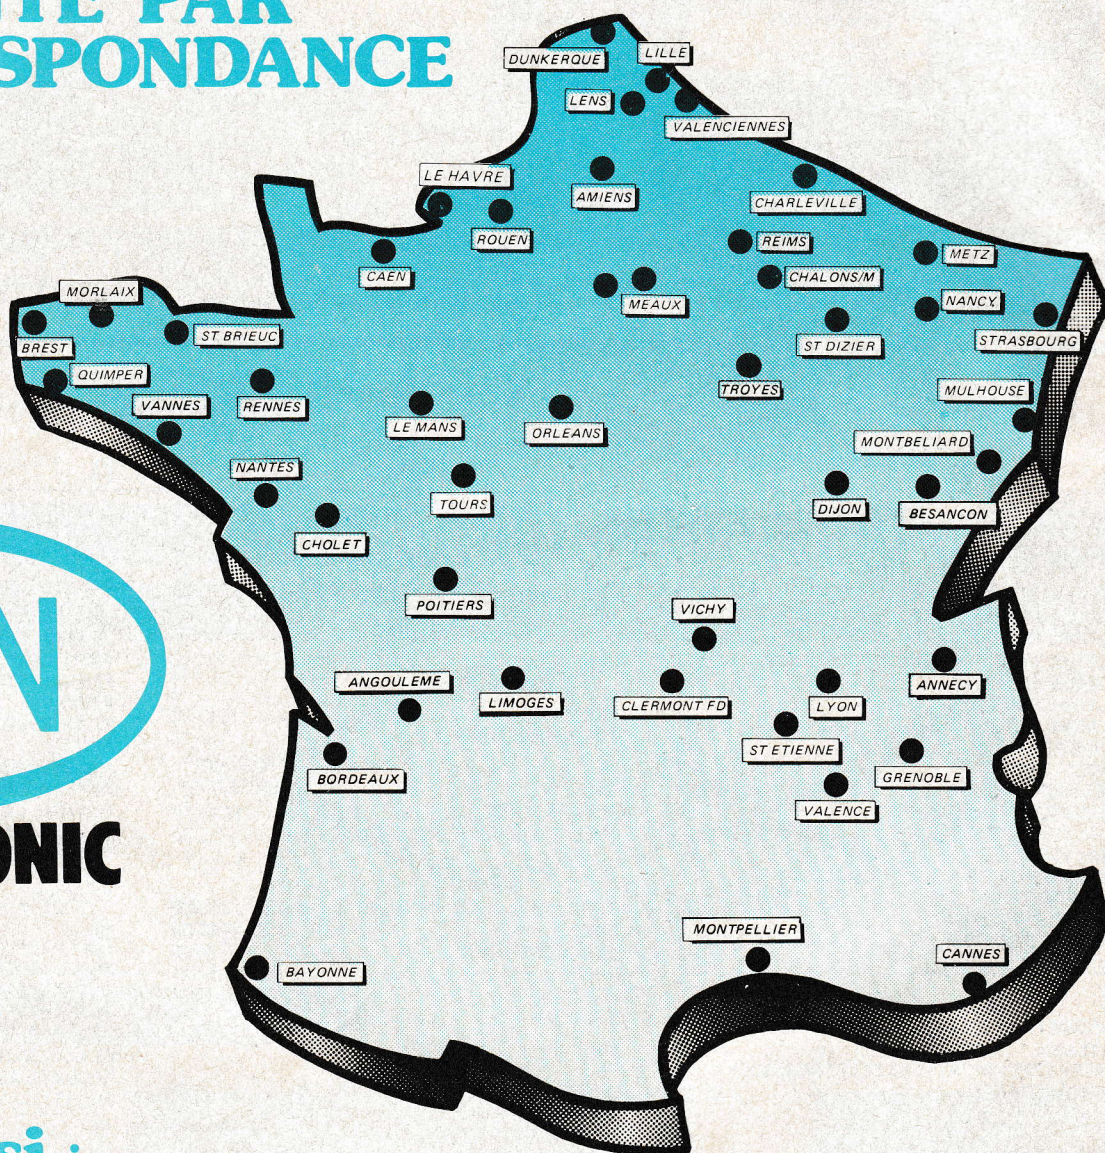 PAR
SPONDANCE
DUNKERQUE
LILLE
LENS
VALENCIENNES
LE HAVRE
AMIENS
CHARLEVILLE
ROUEN
REIMS
METZ
CAEN
CHALONS/M
MEAUX
MORLAIX
NANCY
ST BRIEUC
BREST
ST DIZIER
STRASBOURG
QUIMPER
TROYES
MULHOUSE
VANNES
RENNES
LE MANS
ORLEANS
MONTBELIARD
NANTES
TOURS
DIJON
BESANCON
CHOLET
N
POITIERS
VICHY
ANGOULEME
LIMOGES
CLERMONT FD
LYON
ANNECY
ST ETIENNE
BORDEAUX
GRENOBLE
VALENCE
ONIC
MONTPELLIER
CANNES
BAYONNE